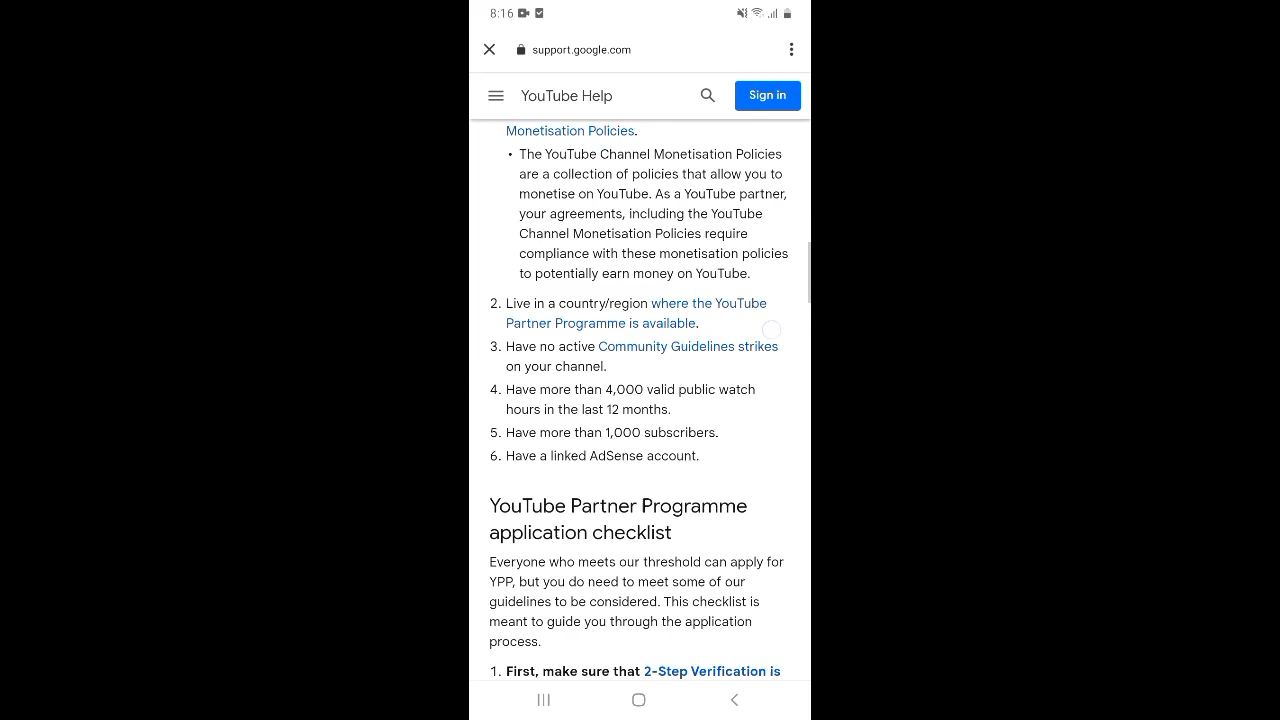 8:16
support.google.com
YouTube Help
Sign in
Monetisation Policies.
• The YouTube Channel Monetisation Policies
are a collection of policies that allow you to
monetise on YouTube. As a YouTube partner,
your agreements, including the YouTube
Channel Monetisation Policies require
compliance with these monetisation policies
to potentially earn money on YouTube.
2. Live in a country/region where the YouTube
Partner Programme is available.
3. Have no active Community Guidelines strikes
on your channel.
4. Have more than 4,000 valid public watch
hours in the last 12 months.
5. Have more than 1,000 subscribers.
6. Have a linked AdSense account.
YouTube Partner Programme
application checklist
Everyone who meets our threshold can apply for
YPP, but you do need to meet some of our
guidelines to be considered. This checklist is
meant to guide you through the application
process.
1. First, make sure that 2-Step Verification is